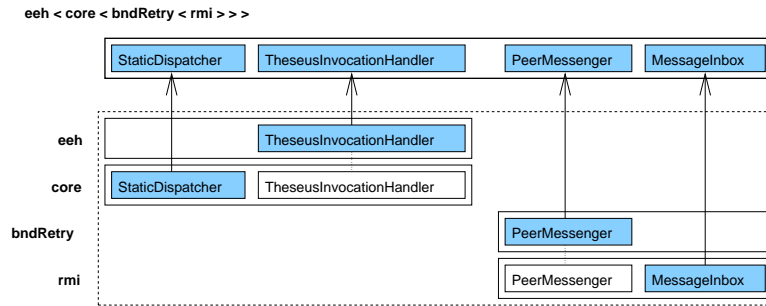 eeh < core < bndRetry < rmi > > >
StaticDispatcher TheseusInvocationHandler PeerMessenger MessageInbox
eeh TheseusInvocationHandler
core StaticDispatcher TheseusInvocationHandler
bndRetry PeerMessenger
rmi PeerMessenger MessageInbox